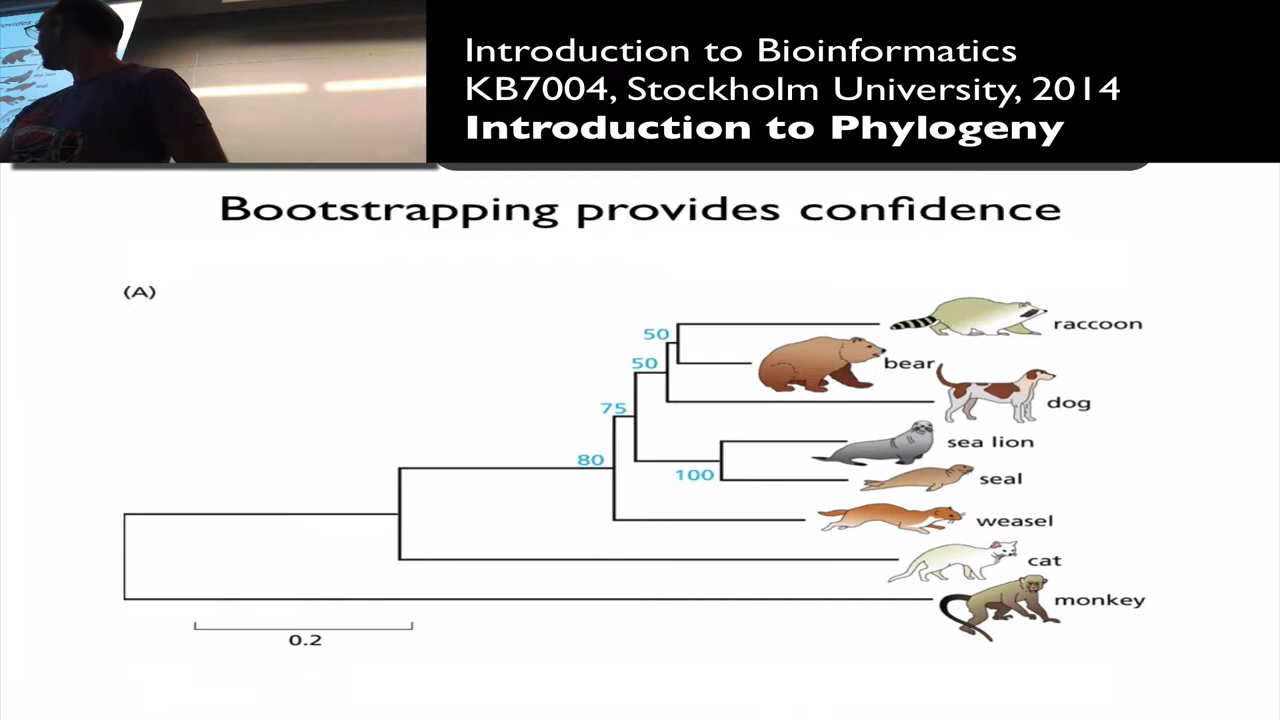 Introduction to Bioinformatics
KB7004, Stockholm University, 2014
Introduction to Phylogeny
Bootstrapping provides confidence
(A)
50
raccoon
50
bear
75
dog
80
sea lion
100
seal
weasel
cat
monkey
0.2